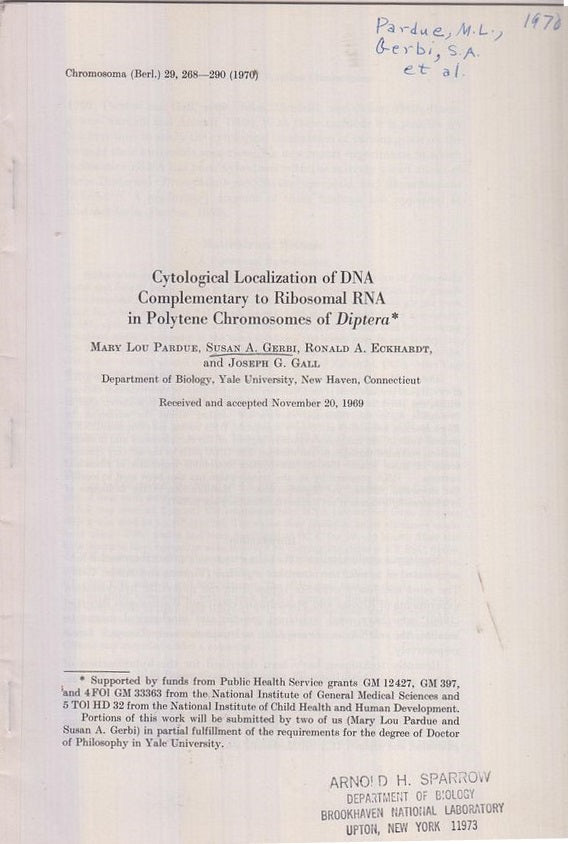 Pardue, M.L., 1970
Gerbi, S.A.
et al.
Chromosoma (Berl.) 29, 268—290 (1970)
Cytological Localization of DNA
Complementary to Ribosomal RNA
in Polytene Chromosomes of Diptera*
MARY LOU PARDUE, SUSAN A. GERBI, RONALD A. ECKHARDT,
and JOSEPH G. GALL
Department of Biology, Yale University, New Haven, Connecticut
Received and accepted November 20, 1969
* Supported by funds from Public Health Service grants GM 12427, GM 397,
and 4 FO1 GM 33363 from the National Institute of General Medical Sciences and
5 TO1 HD 32 from the National Institute of Child Health and Human Development.
Portions of this work will be submitted by two of us (Mary Lou Pardue and
Susan A. Gerbi) in partial fulfillment of the requirements for the degree of Doctor
of Philosophy in Yale University.
ARNOLD H. SPARROW
DEPARTMENT OF BIOLOGY
BROOKHAVEN NATIONAL LABORATORY
UPTON, NEW YORK 11973